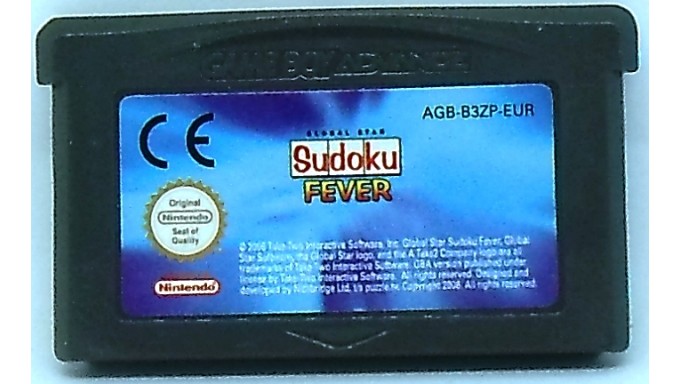 GAME BOY ADVANCE
CE
AGB-B3ZP-EUR
GLOBAL STAR
Sudoku
FEVER
Original
Nintendo
Seal of
Quality
Nintendo
© 2006 Take-Two Interactive Software, Inc. Global Star Sudoku Fever, Global
Star Software, the Global Star logo, and the A Take2 Company logo are all
trademarks of Take-Two Interactive Software. GBA version published under
license by Take-Two Interactive Software. All rights reserved. Designed and
developed by Ltd, Copyright 2006. All rights reserved.